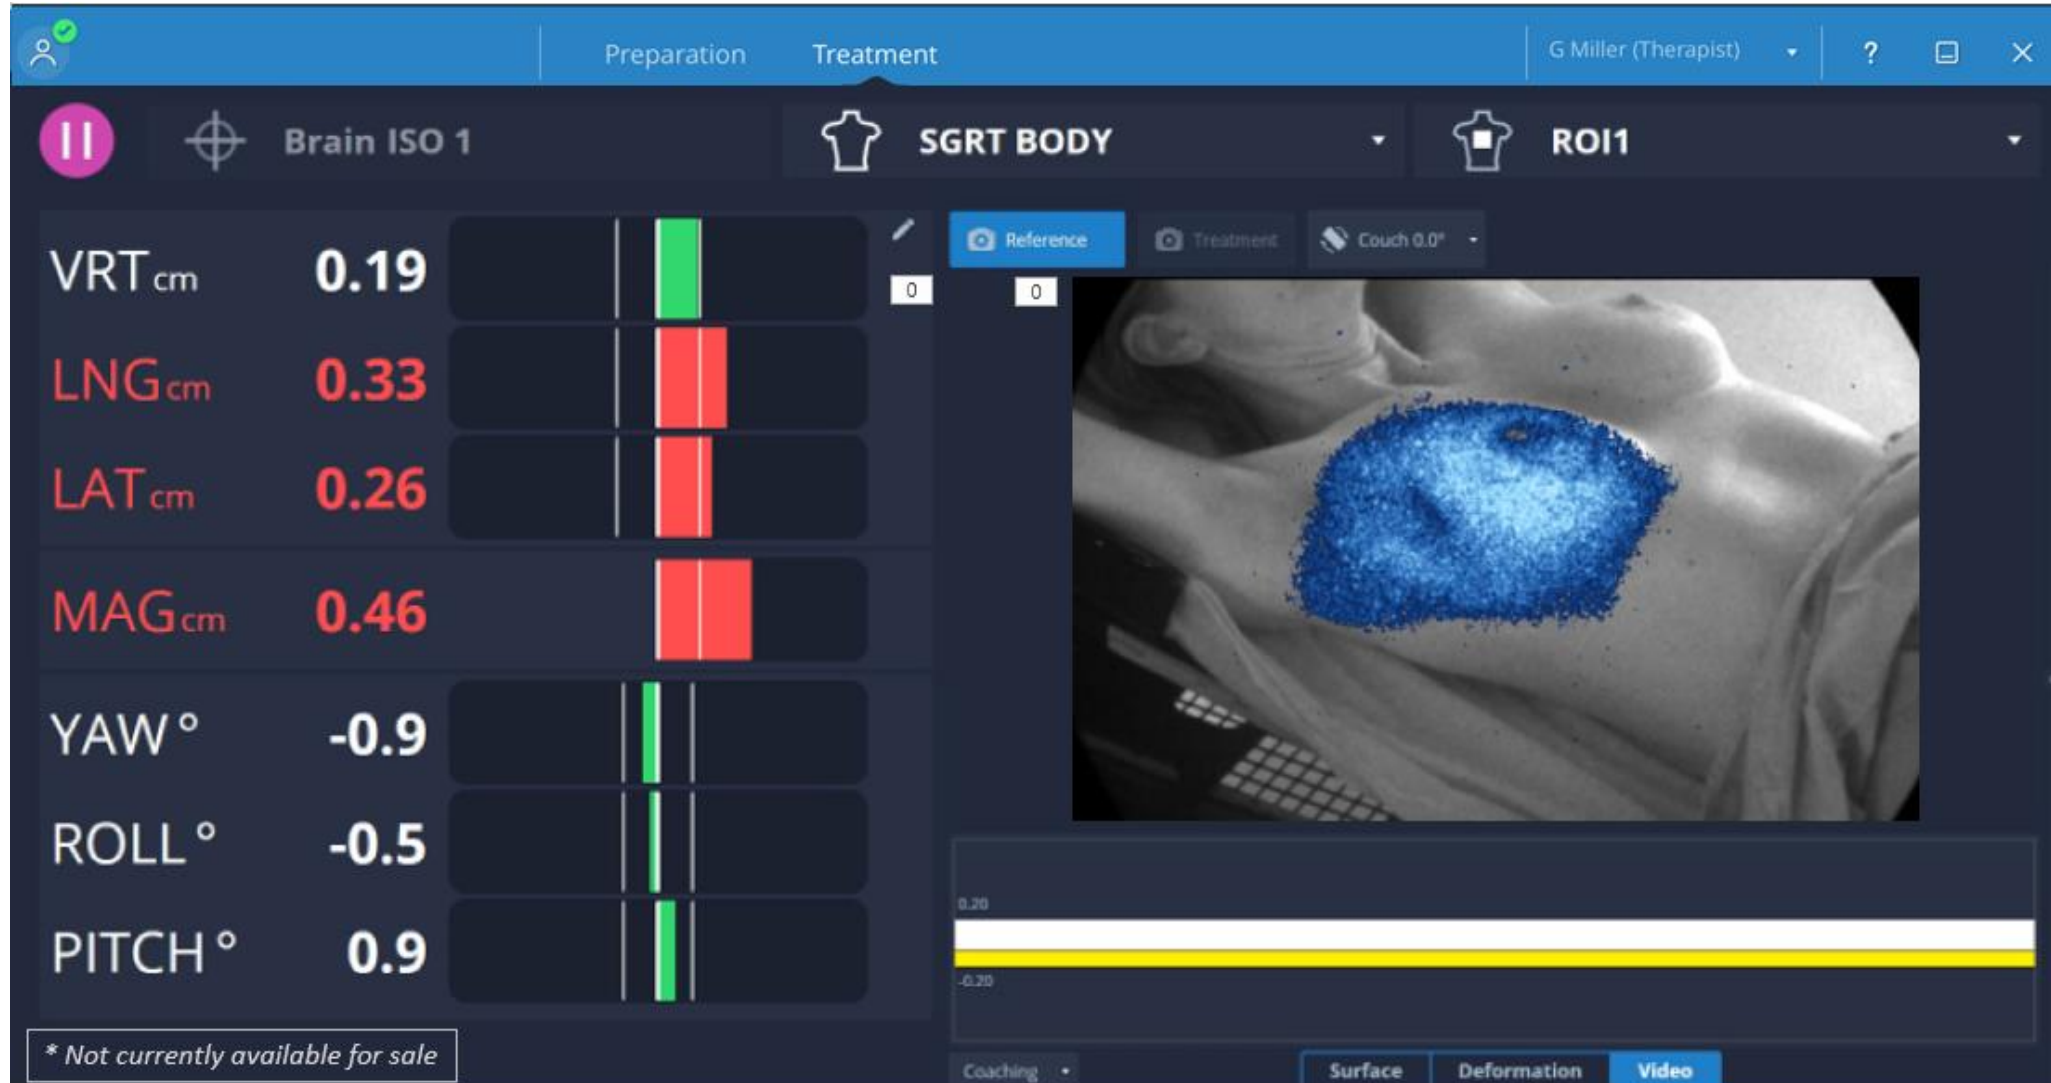 Preparation Treatment G Miller (Therapist) ?
Brain ISO 1 SGRT BODY ROI1
Reference Treatment Couch 0.0°
VRT cm 0.19
0 0
LNG cm 0.33
LAT cm 0.26
MAG cm 0.46
YAW ° -0.9
ROLL ° -0.5
PITCH ° 0.9
0.20
-0.20
* Not currently available for sale
Coaching Surface Deformation Video